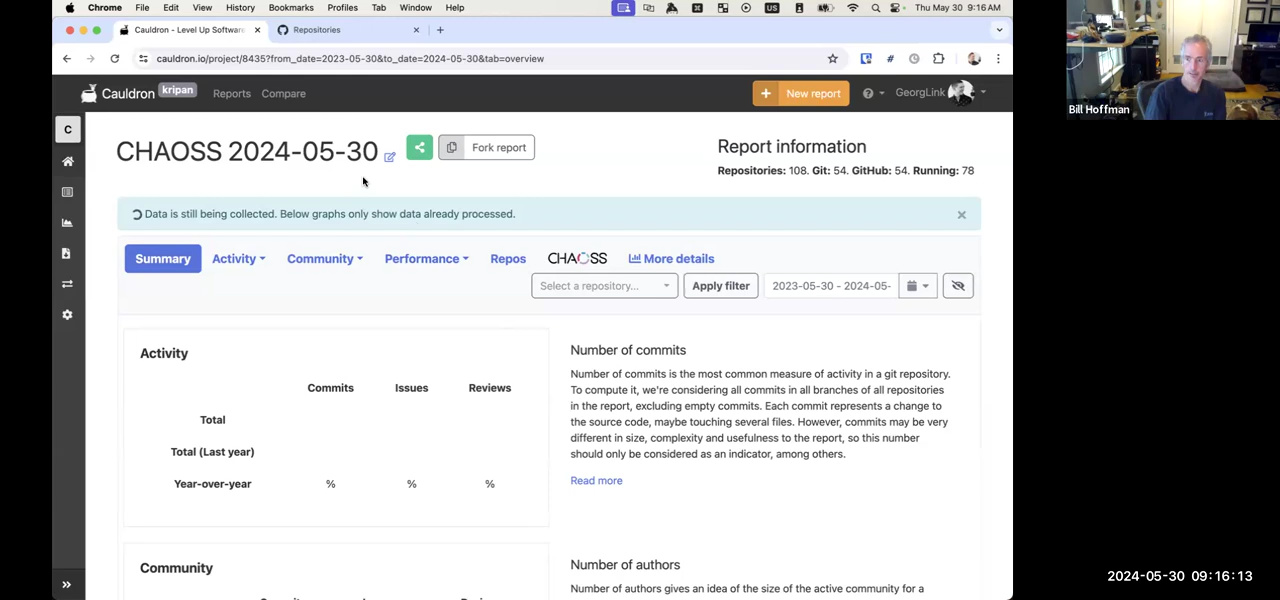 Chrome File Edit View History Bookmarks Profiles Tab Window Help
US
Thu May 30 9:16 AM
Cauldron - Level Up Software
Repositories
cauldron.io/project/8435?from_date=2023-05-30&to_date=2024-05-30&tab=overview
Cauldron kripan Reports Compare
+ New report
GeorgLink
C
CHAOSS 2024-05-30
Fork report
Report information
Repositories: 108. Git: 54. GitHub: 54. Running: 78
Data is still being collected. Below graphs only show data already processed.
Summary Activity Community Performance Repos CHAOSS More details
Select a repository... Apply filter 2023-05-30 - 2024-05-
Activity
Commits Issues Reviews
Total
Total (Last year)
Year-over-year % % %
Number of commits
Number of commits is the most common measure of activity in a git repository.
To compute it, we're considering all commits in all branches of all repositories
in the report, excluding empty commits. Each commit represents a change to
the source code, maybe touching several files. However, commits may be very
different in size, complexity and usefulness to the report, so this number
should only be considered as an indicator, among others.
Read more
Community
Number of authors
Number of authors gives an idea of the size of the active community for a
Bill Hoffman
2024-05-30 09:16:13